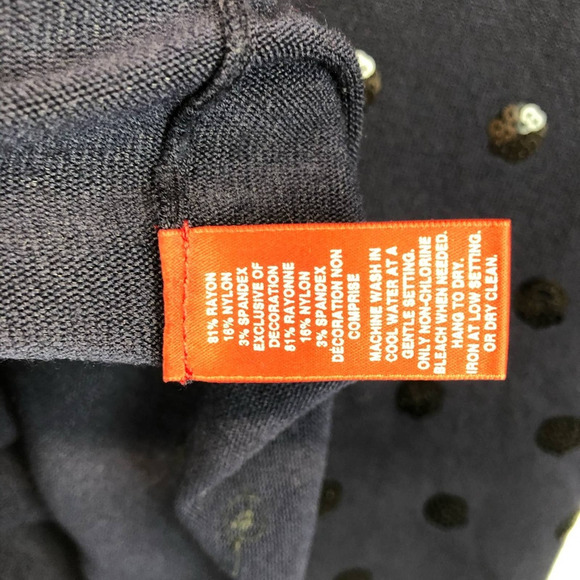 81% RAYON
16% NYLON
3% SPANDEX
EXCLUSIVE OF
DECORATION
81% RAYONNE
16% NYLON
3% SPANDEX
DÉCORATION NON
COMPRISE
MACHINE WASH IN
COOL WATER AT A
GENTLE SETTING.
ONLY NON-CHLORINE
BLEACH WHEN NEEDED.
HANG TO DRY.
IRON AT LOW SETTING.
OR DRY CLEAN.